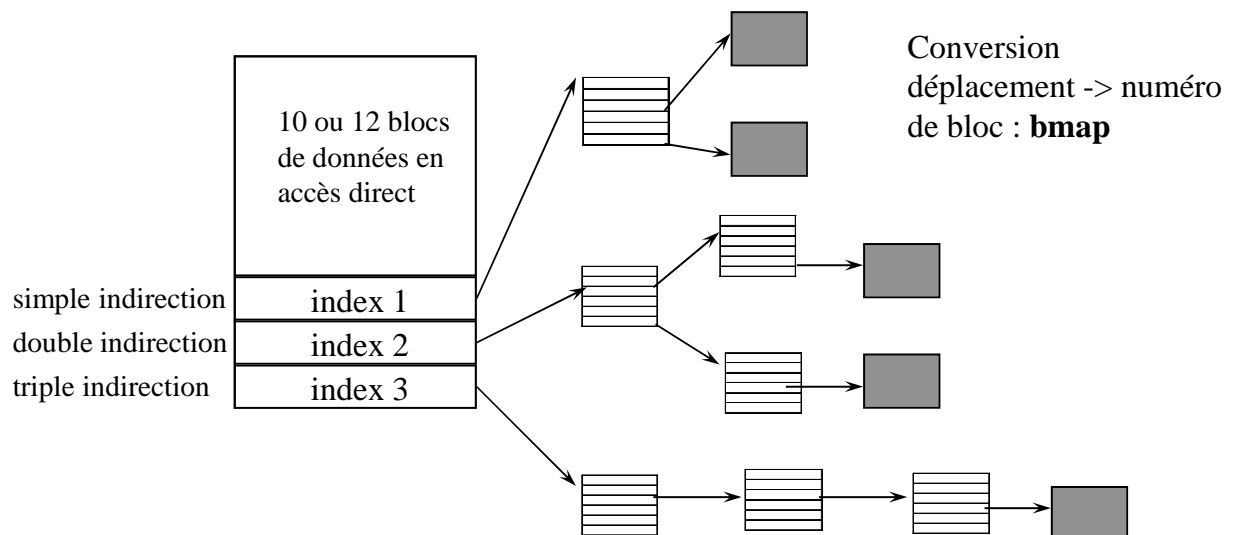 Conversion
déplacement -> numéro
de bloc : bmap
10 ou 12 blocs
de données en
accès direct
simple indirection
index 1
double indirection
index 2
triple indirection
index 3